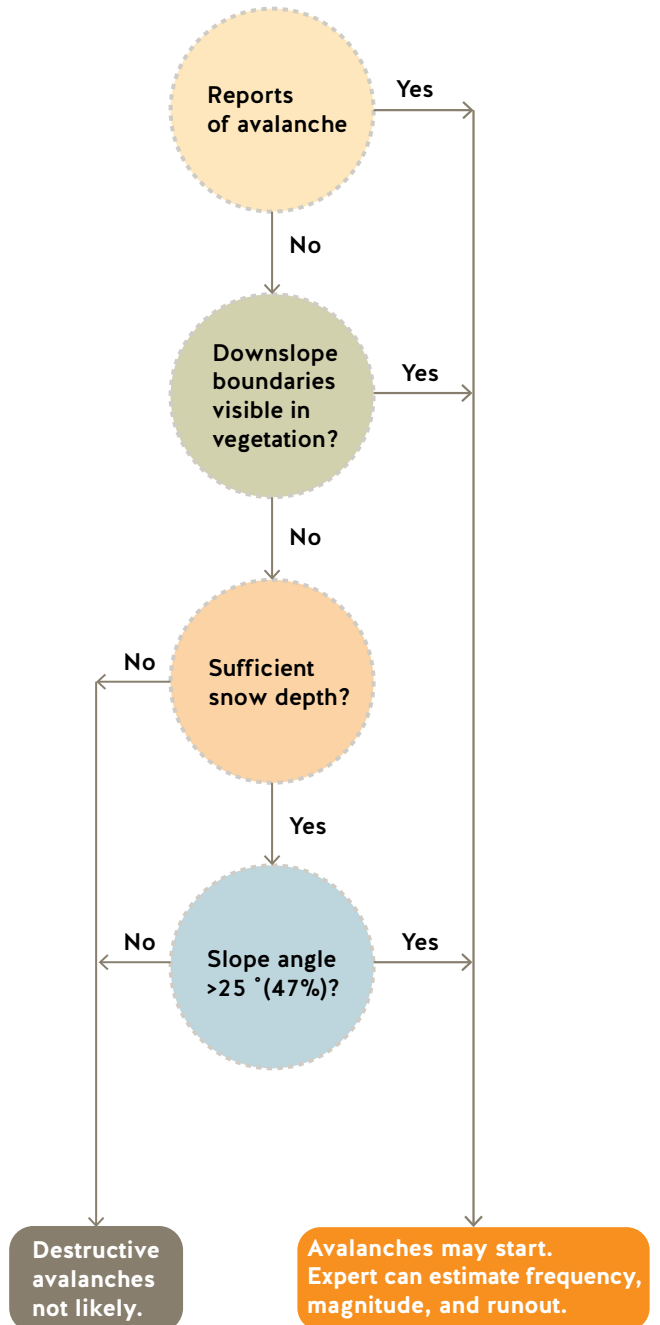 Reports
of avalanche
Yes
No
Downslope
boundaries
visible in
vegetation?
Yes
No
Sufficient
snow depth?
No
Yes
Slope angle
>25 °(47%)?
No
Yes
Destructive
avalanches
not likely.
Avalanches may start.
Expert can estimate frequency,
magnitude, and runout.